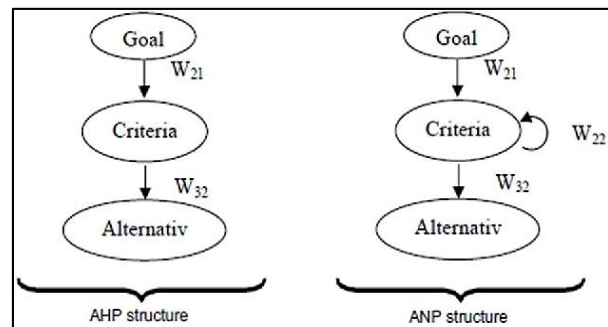 Goal
W21
Criteria
W32
Alternativ
AHP structure
Goal
W21
Criteria
W22
W32
Alternativ
ANP structure